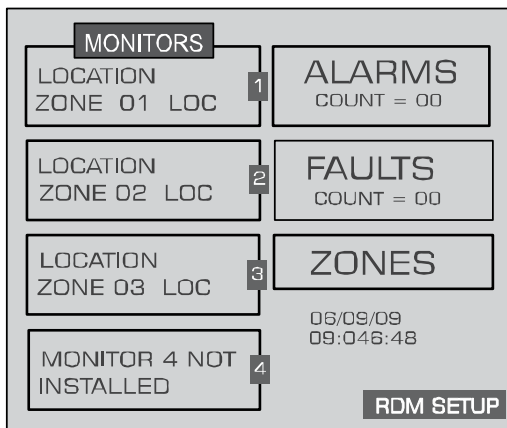 MONITORS
LOCATION
ZONE 01 LOC
1
ALARMS
COUNT = 00
LOCATION
ZONE 02 LOC
2
FAULTS
COUNT = 00
LOCATION
ZONE 03 LOC
3
ZONES
06/09/09
09:046:48
MONITOR 4 NOT
INSTALLED
4
RDM SETUP